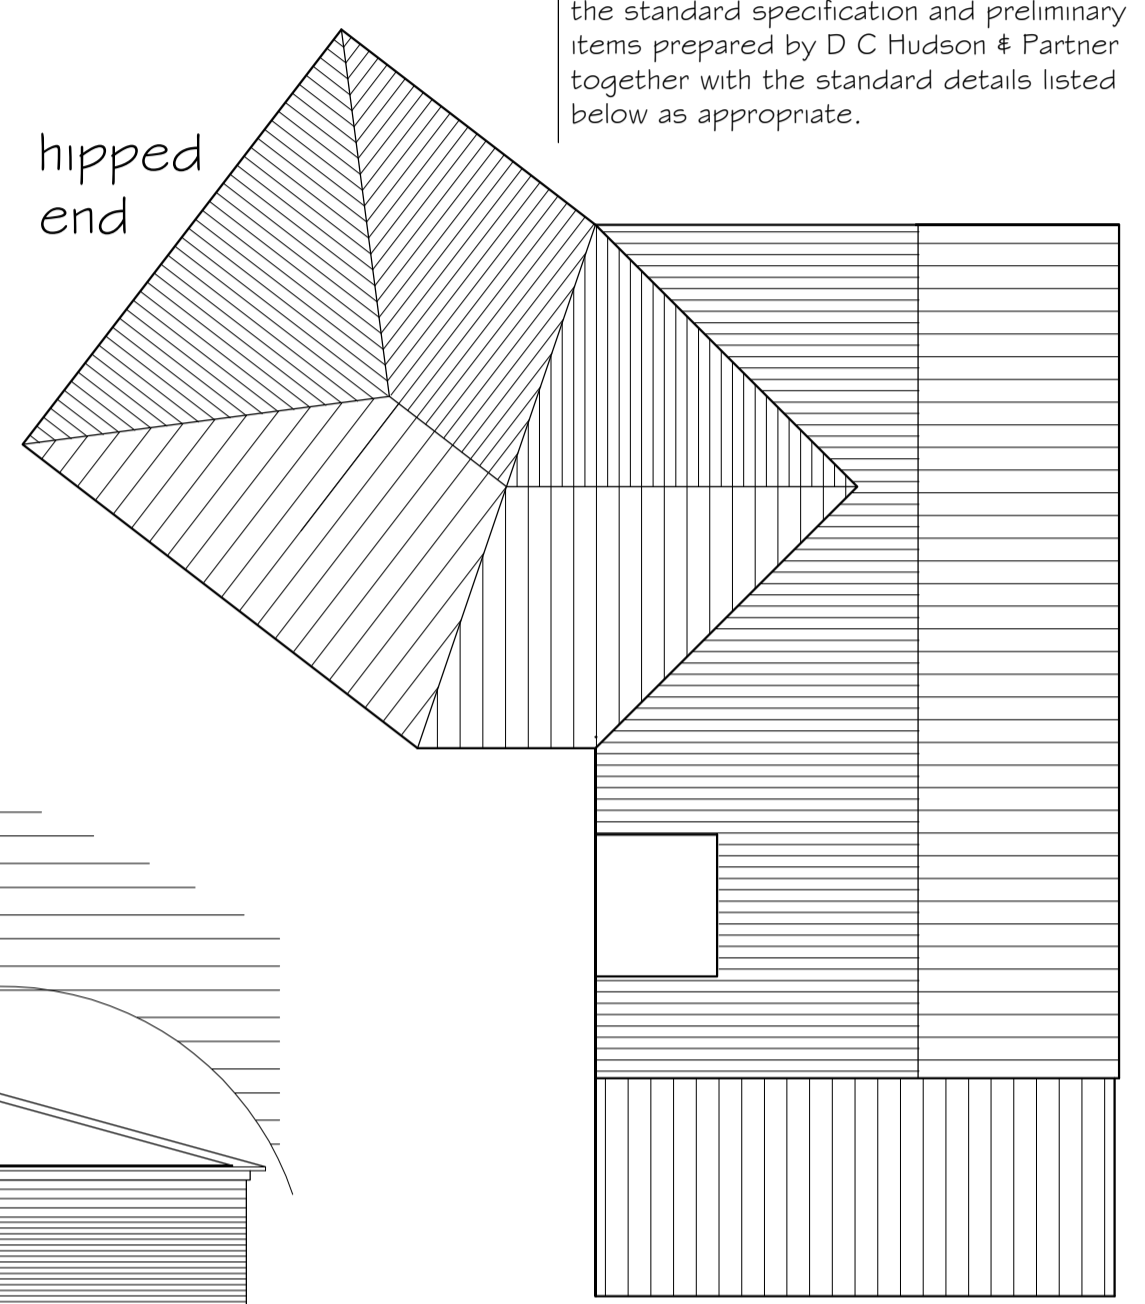 the standard specification and preliminary
items prepared by D C Hudson & Partner
together with the standard details listed
below as appropriate.
hipped
end